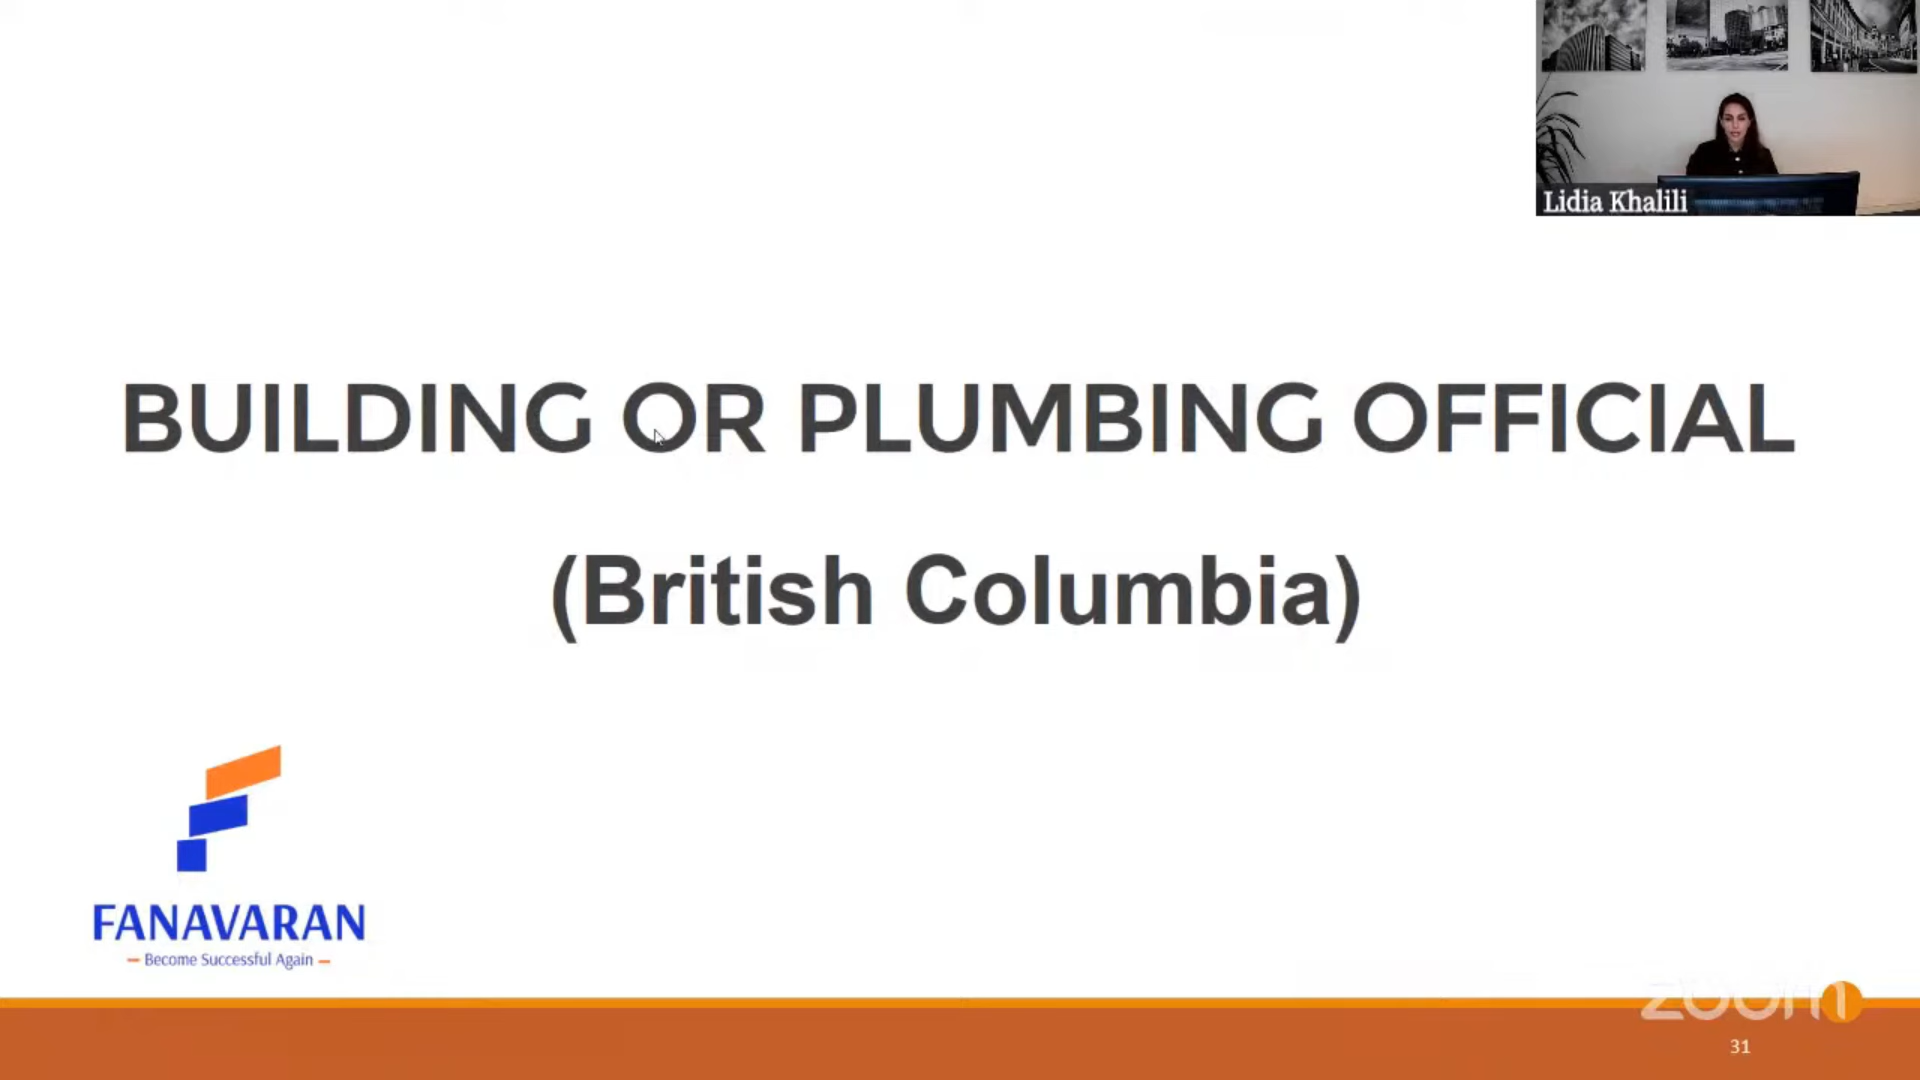 Lidia Khalili
BUILDING OR PLUMBING OFFICIAL
(British Columbia)
FANAVARAN
Become Successful Again
zoom
31